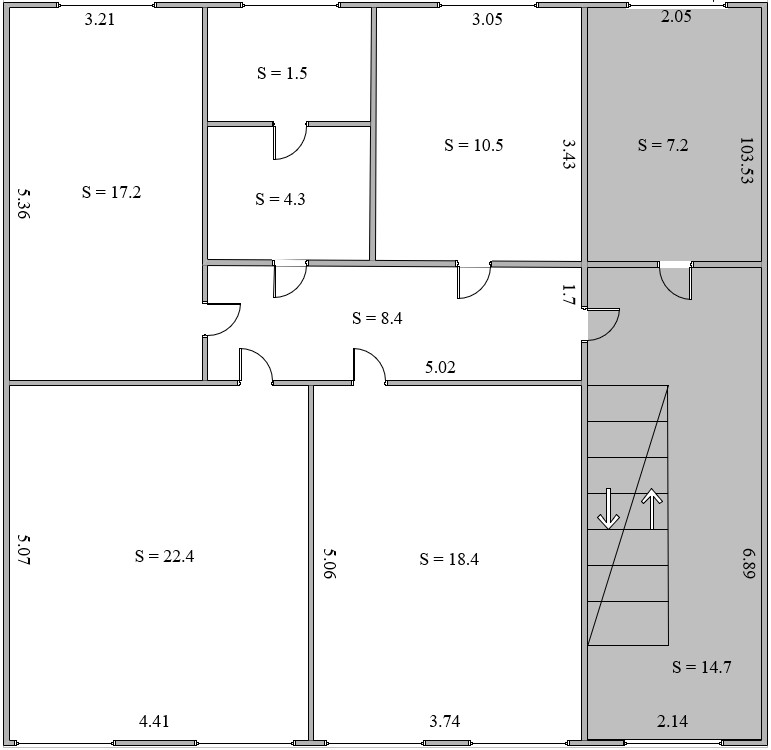 3.21
3.05
2.05
S = 1.5
S = 10.5
3.43
S = 7.2
103.53
5.36
S = 17.2
S = 4.3
1.7
S = 8.4
5.02
5.07
S = 22.4
5.06
S = 18.4
6.89
S = 14.7
4.41
3.74
2.14